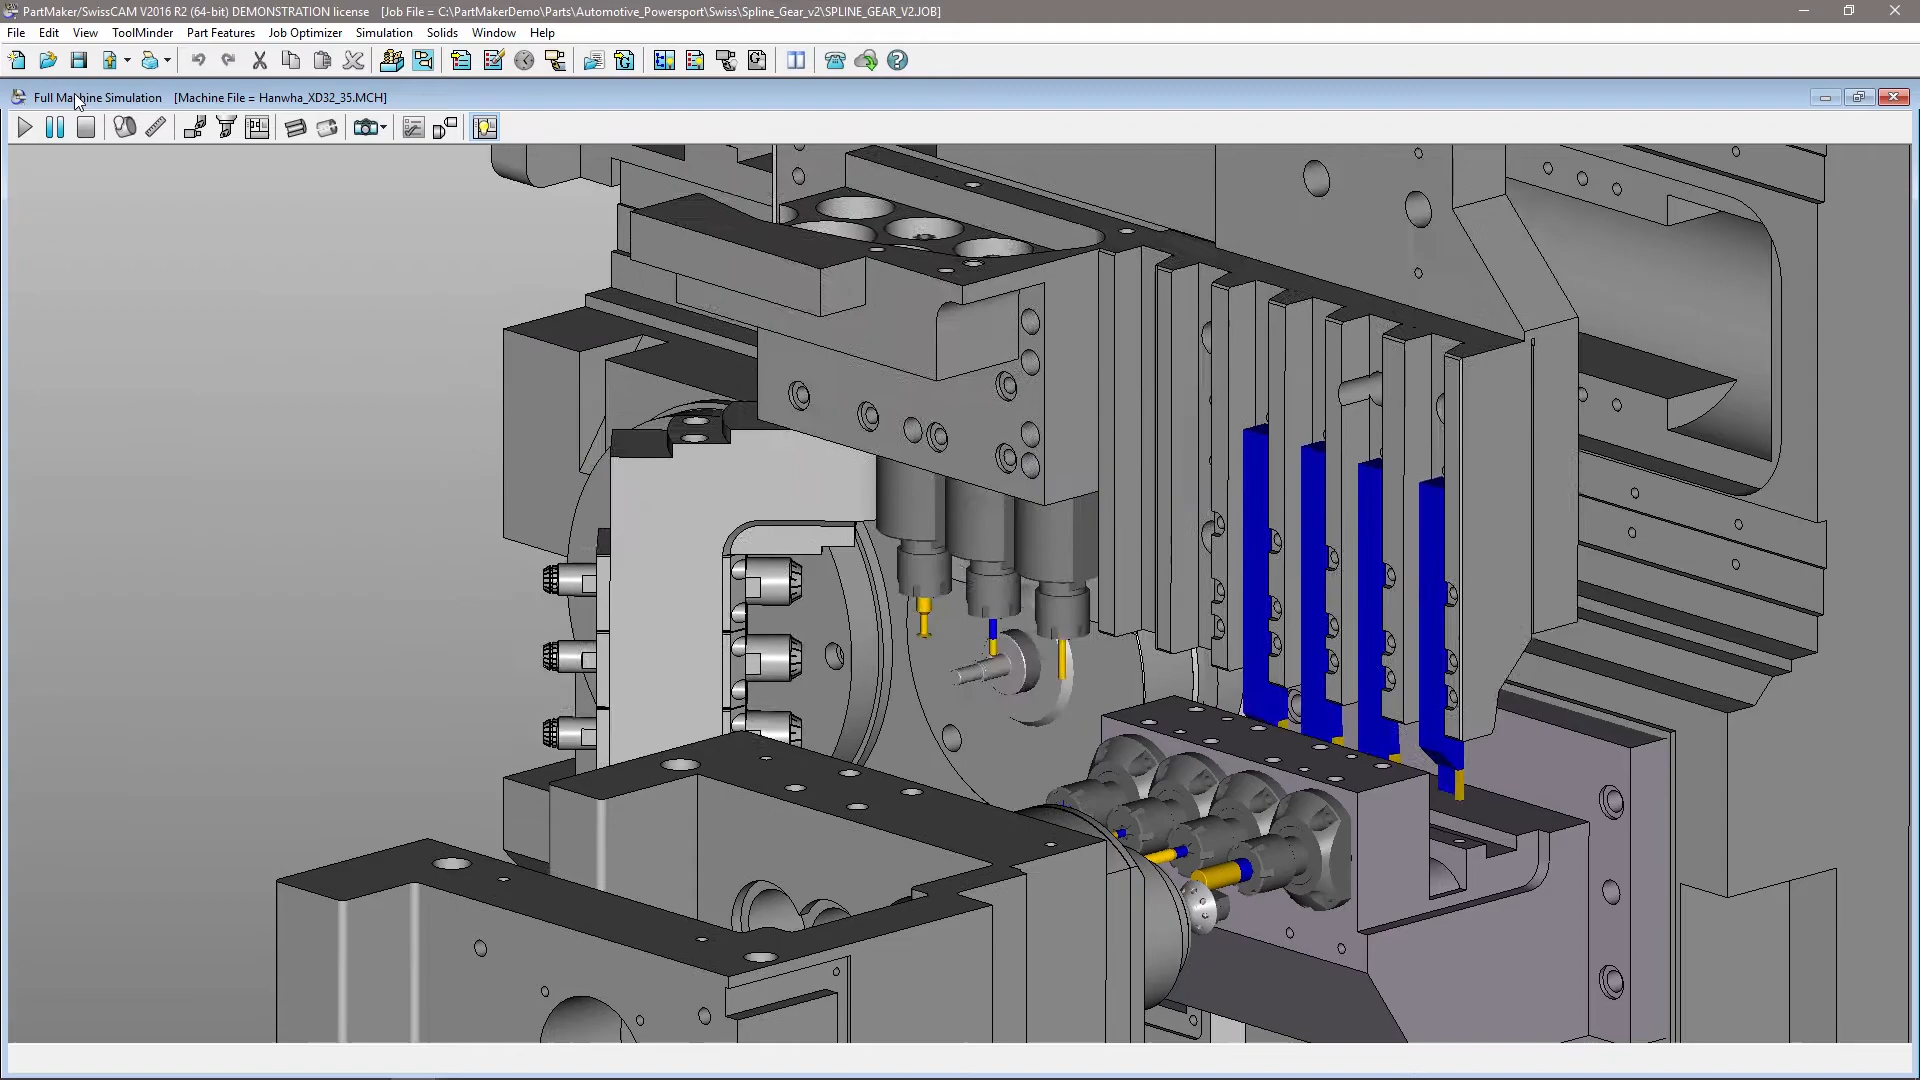 PartMaker/SwissCAM V2016 R2 (64-bit) DEMONSTRATION license [Job File = C:\PartMakerDemo\Parts\Automotive_Powersport\Swiss\Spline_Gear_v2\SPLINE_GEAR_V2.JOB]
File Edit View ToolMinder Part Features Job Optimizer Simulation Solids Window Help
Full Machine Simulation [Machine File = Hanwha_XD32_35.MCH]